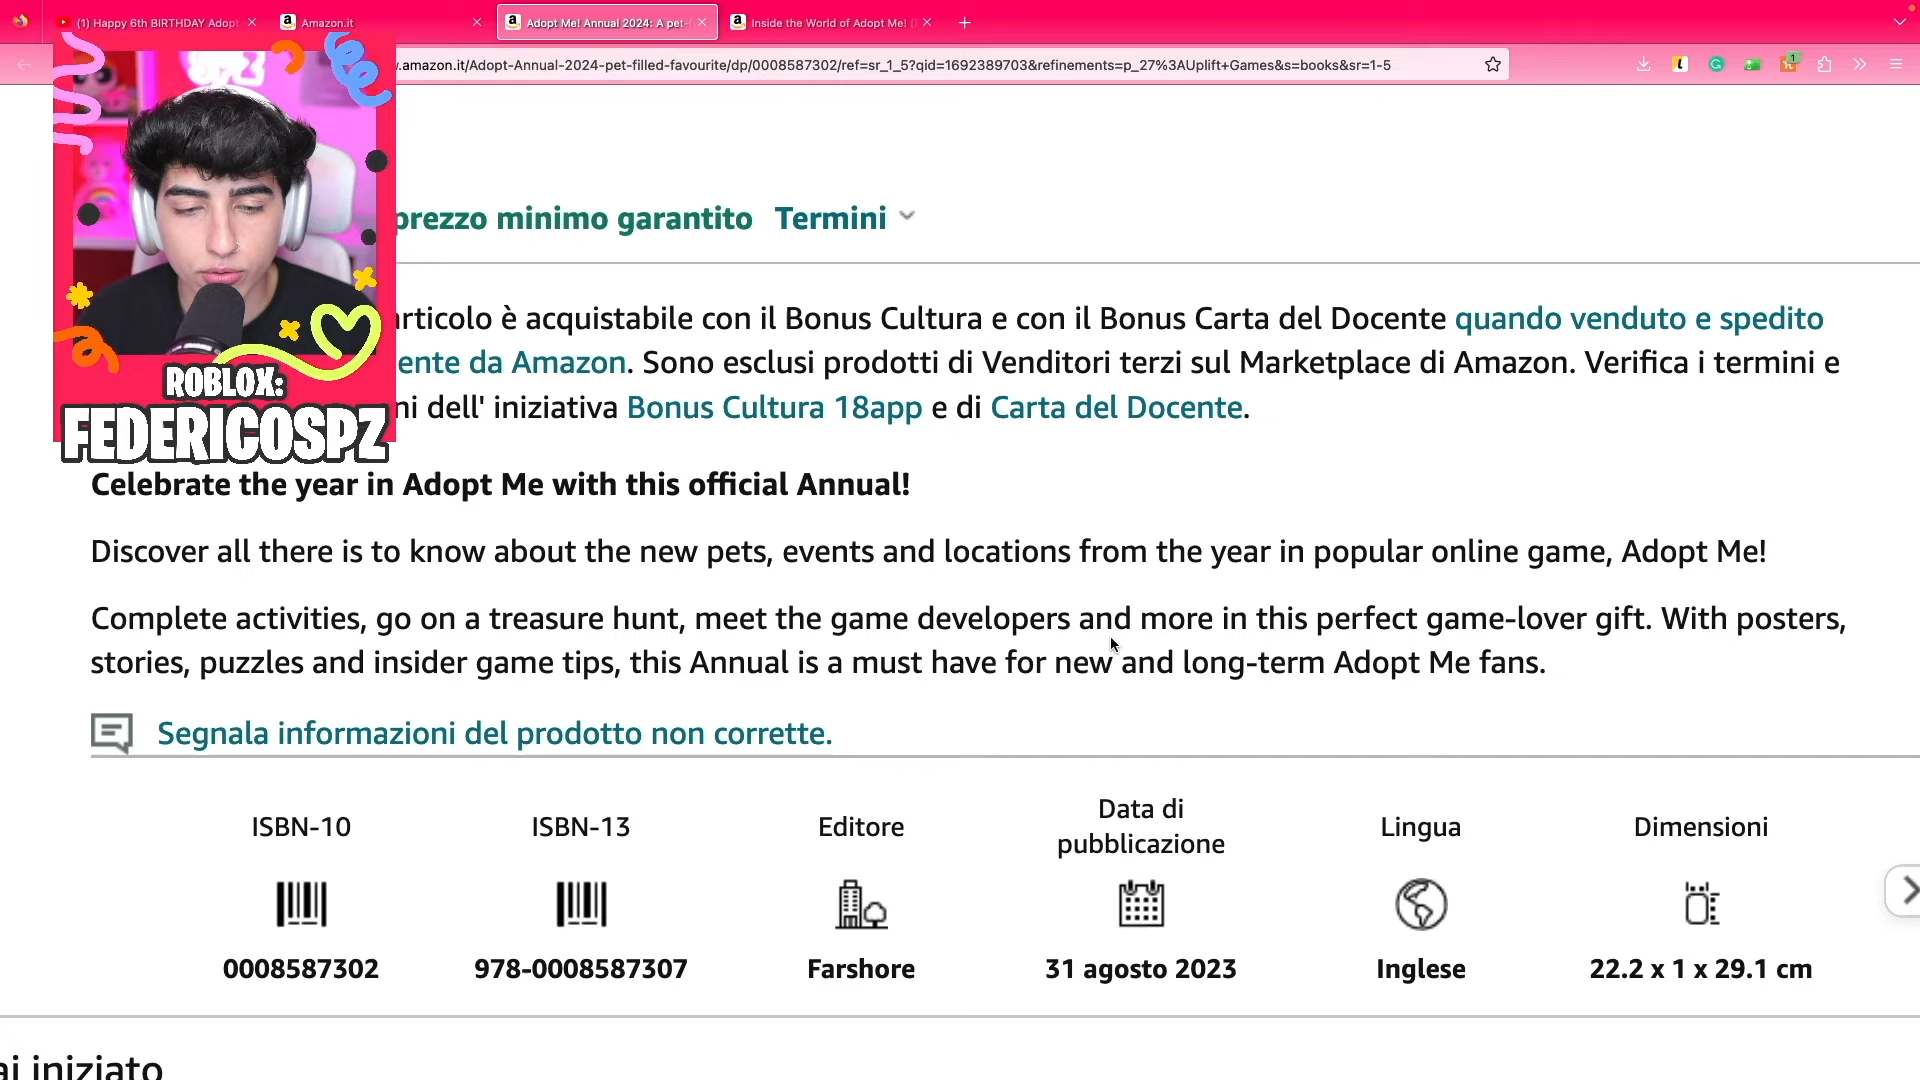 (1) Happy 6th BIRTHDAY Adopt
Amazon.it
Adopt Me! Annual 2024: A pet-f
Inside the World of Adopt Me! (
.amazon.it/Adopt-Annual-2024-pet-filled-favourite/dp/0008587302/ref=sr_1_5?qid=1692389703&refinements=p_27%3AUplift+Games&s=books&sr=1-5
1
SPZ
prezzo minimo garantito Termini
articolo è acquistabile con il Bonus Cultura e con il Bonus Carta del Docente quando venduto e spedito
ente da Amazon. Sono esclusi prodotti di Venditori terzi sul Marketplace di Amazon. Verifica i termini e
ni dell' iniziativa Bonus Cultura 18app e di Carta del Docente.
ROBLOX:
FEDERICOSPZ
Celebrate the year in Adopt Me with this official Annual!
Discover all there is to know about the new pets, events and locations from the year in popular online game, Adopt Me!
Complete activities, go on a treasure hunt, meet the game developers and more in this perfect game-lover gift. With posters,
stories, puzzles and insider game tips, this Annual is a must have for new and long-term Adopt Me fans.
Segnala informazioni del prodotto non corrette.
ISBN-10
ISBN-13
Editore
Data di
pubblicazione
Lingua
Dimensioni
0008587302
978-0008587307
Farshore
31 agosto 2023
Inglese
22.2 x 1 x 29.1 cm
ai iniziato